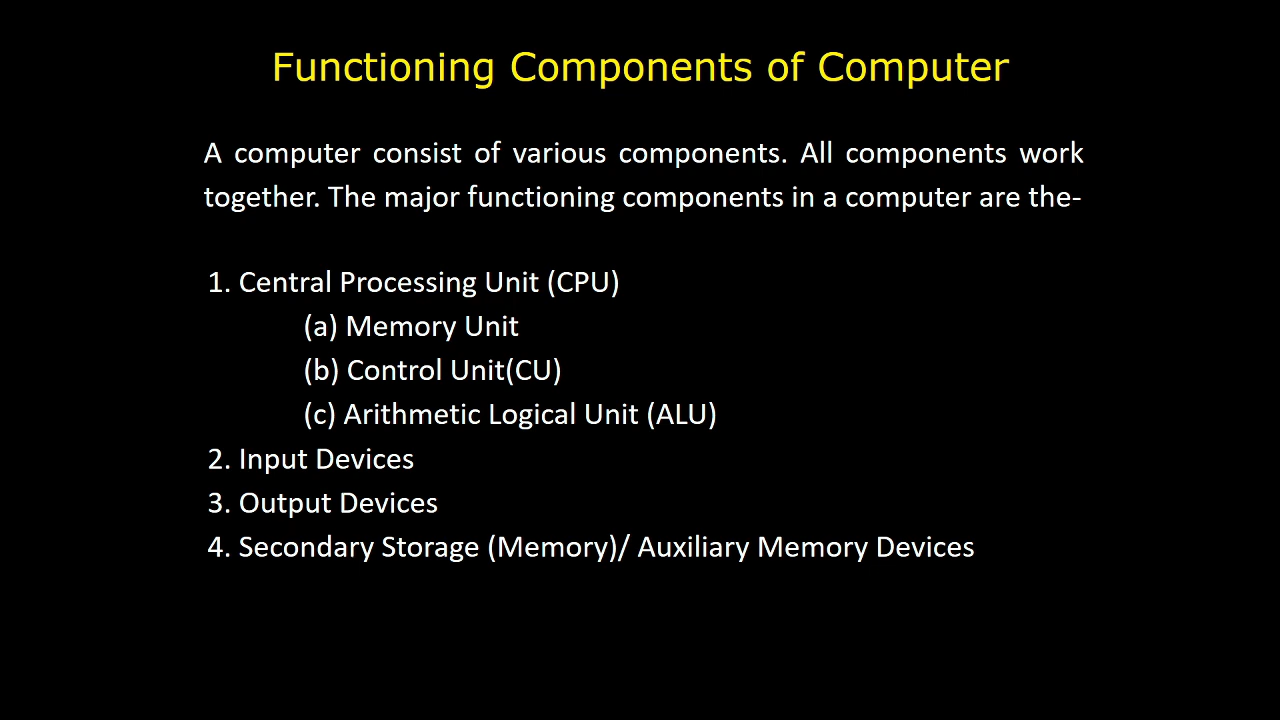 Functioning Components of Computer
A computer consist of various components. All components work
together. The major functioning components in a computer are the-
1. Central Processing Unit (CPU)
(a) Memory Unit
(b) Control Unit(CU)
(c) Arithmetic Logical Unit (ALU)
2. Input Devices
3. Output Devices
4. Secondary Storage (Memory)/ Auxiliary Memory Devices